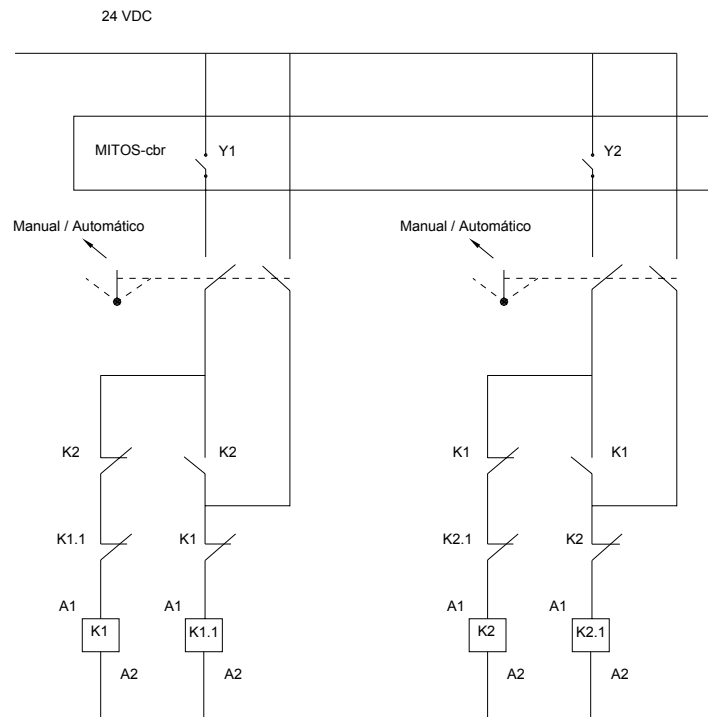 24 VDC
MITOS-cbr
Y1
Y2
Manual / Automático
Manual / Automático
K2
K2
K1
K1
K1.1
K1
K2.1
K2
A1
A1
A1
A1
K1
K1.1
K2
K2.1
A2
A2
A2
A2